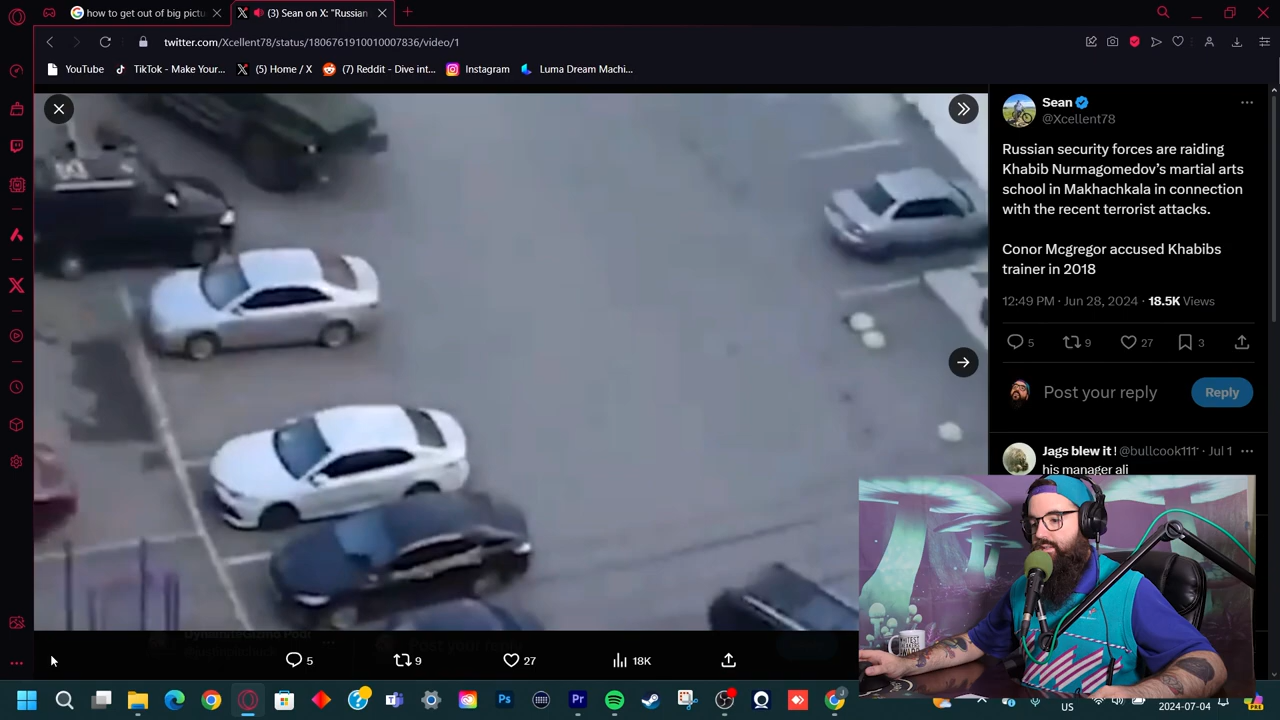 how to get out of big pictu
(3) Sean on X: "Russian
twitter.com/Xcellent78/status/1806761910010007836/video/1
YouTube
TikTok - Make Your...
(5) Home / X
(7) Reddit - Dive int...
Instagram
Luma Dream Machi...
Sean
@Xcellent78
Russian security forces are raiding
Khabib Nurmagomedov's martial arts
school in Makhachkala in connection
with the recent terrorist attacks.
Conor Mcgregor accused Khabibs
trainer in 2018
12:49 PM · Jun 28, 2024 · 18.5K Views
5 9 27 3
Post your reply
Reply
Jags blew it ! @bullcook111 · Jul 1
his manager ali
Post your reply
5 9 27 18K
US
2024-07-04